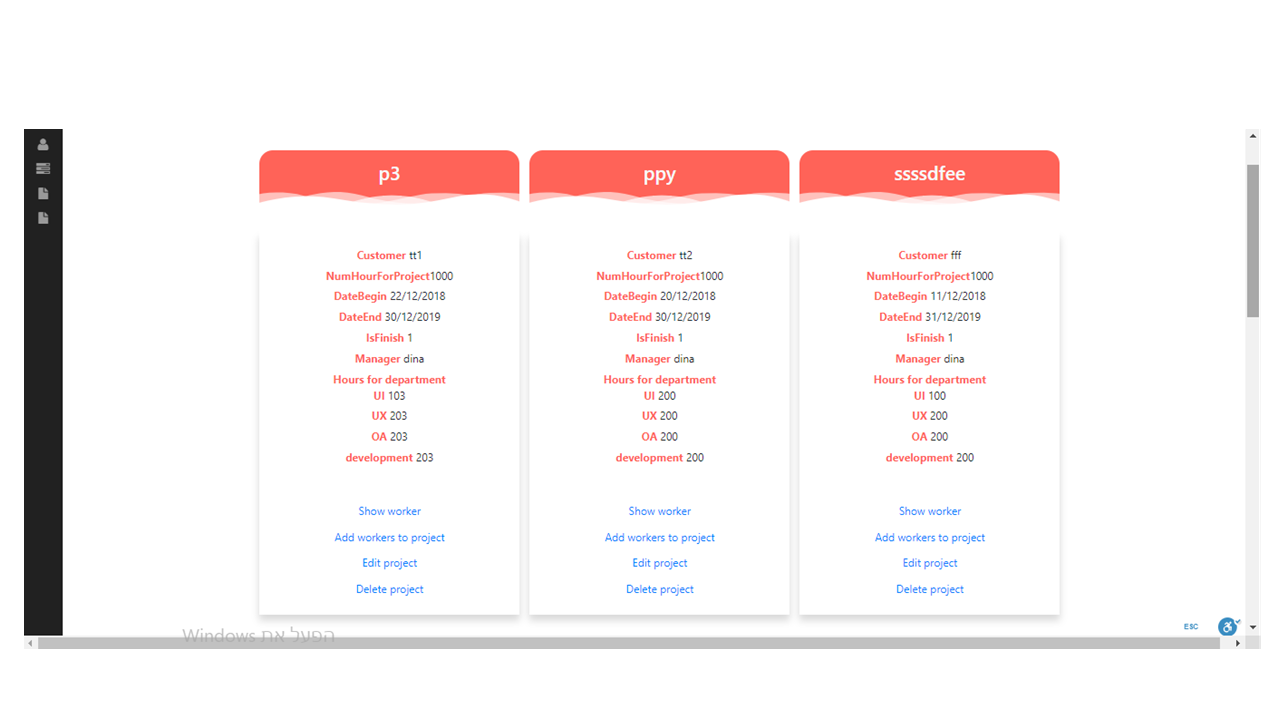 p3
Customer tt1
NumHourForProject1000
DateBegin 22/12/2018
DateEnd 30/12/2019
IsFinish 1
Manager dina
Hours for department
UI 103
UX 203
OA 203
development 203
Show worker
Add workers to project
Edit project
Delete project
ppy
Customer tt2
NumHourForProject1000
DateBegin 20/12/2018
DateEnd 30/12/2019
IsFinish 1
Manager dina
Hours for department
UI 200
UX 200
OA 200
development 200
Show worker
Add workers to project
Edit project
Delete project
ssssdfee
Customer fff
NumHourForProject1000
DateBegin 11/12/2018
DateEnd 31/12/2019
IsFinish 1
Manager dina
Hours for department
UI 100
UX 200
OA 200
development 200
Show worker
Add workers to project
Edit project
Delete project
הפעל את Windows
ESC